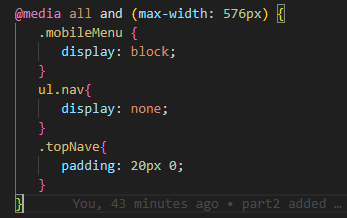 @media all and (max-width: 576px) {
.mobileMenu {
display: block;
}
ul.nav{
display: none;
}
.topNave{
padding: 20px 0;
}
} You, 43 minutes ago • part2 added …